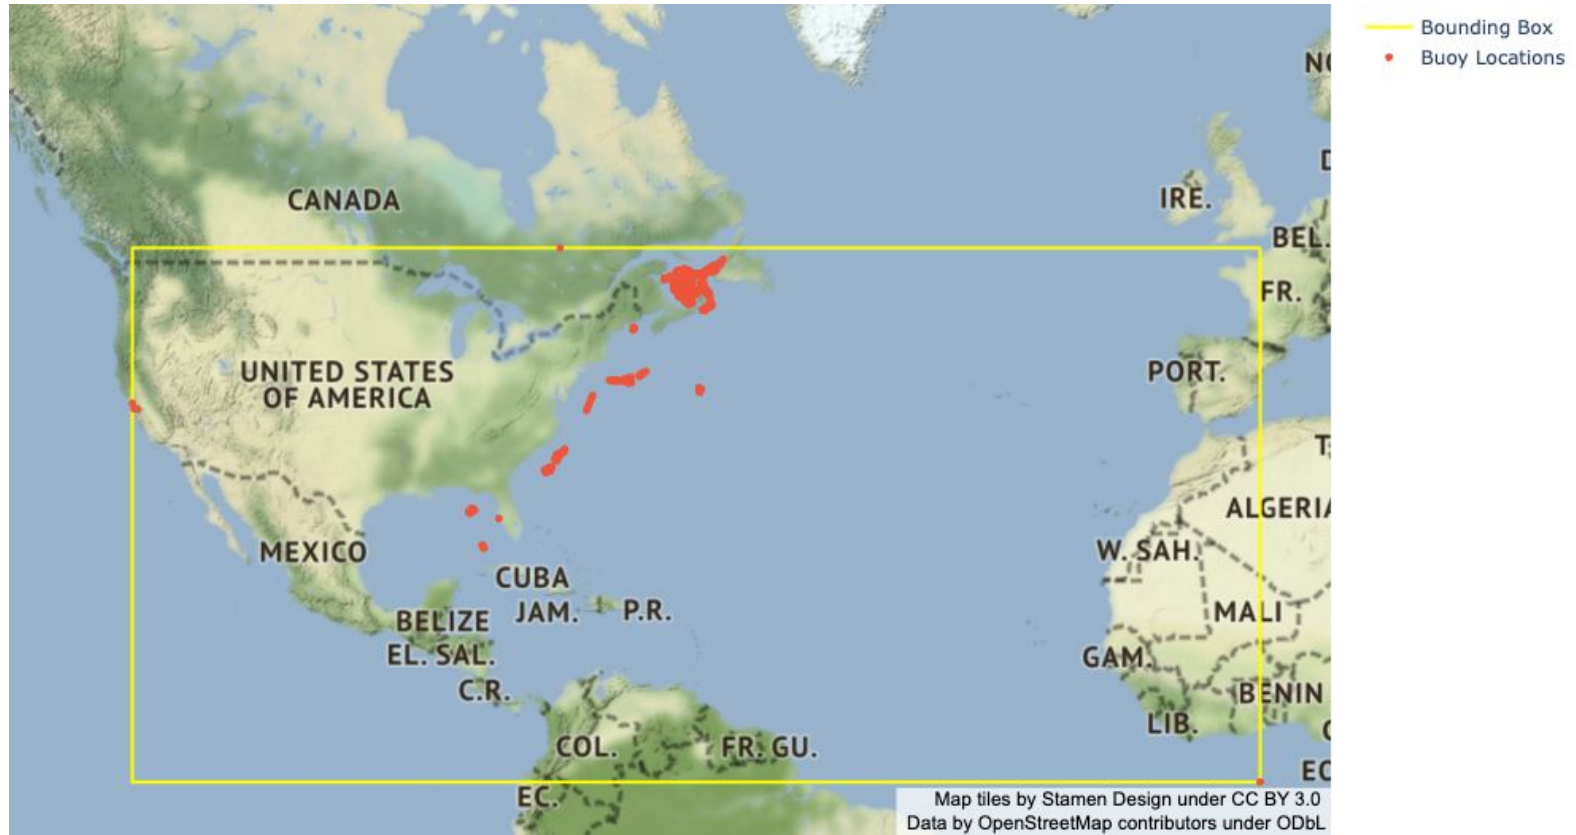 Bounding Box
Buoy Locations
CANADA
IRE.
BEL.
FR.
UNITED STATES
OF AMERICA
PORT.
ALGERIA
MEXICO
W. SAH.
CUBA
BELIZE
JAM.
P.R.
MALI
EL. SAL.
GAM.
C.R.
BENIN
LIB.
COL.
FR. GU.
EC.
Map tiles by Stamen Design under CC BY 3.0
Data by OpenStreetMap contributors under ODbL